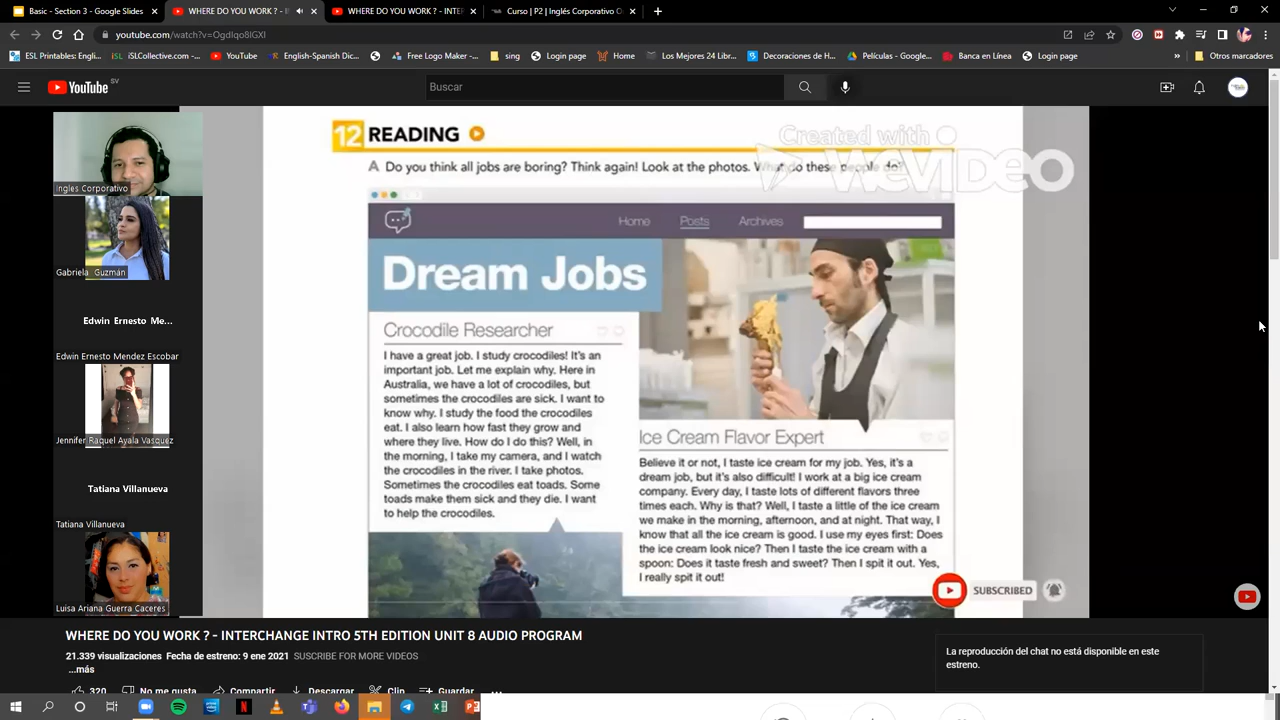 Basic - Section 3 - Google Slides
WHERE DO YOU WORK ? - I
WHERE DO YOU WORK ? - INTER
Curso | P2 | Inglés Corporativo O
youtube.com/watch?v=OgdIqo8lGXI
ESL Printables: Engli...
iSLCollective.com -...
YouTube
English-Spanish Dic...
Free Logo Maker -...
sing
Login page
Home
Los Mejores 24 Libr...
Decoraciones de H...
Películas - Google...
Banca en Línea
Login page
»
Otros marcadores
YouTube SV
Buscar
12 READING
Created with
WEVIDEO
A Do you think all jobs are boring? Think again! Look at the photos. What do these people do?
Home Posts Archives
Dream Jobs
Crocodile Researcher
I have a great job. I study crocodiles! It's an
important job. Let me explain why. Here in
Australia, we have a lot of crocodiles, but
sometimes the crocodiles are sick. I want to
know why. I study the food the crocodiles
eat. I also learn how fast they grow and
where they live. How do I do this? Well, in
the morning, I take my camera, and I watch
the crocodiles in the river. I take photos.
Sometimes the crocodiles eat toads. Some
toads make them sick and they die. I want
to help the crocodiles.
Ice Cream Flavor Expert
Believe it or not, I taste ice cream for my job. Yes, it's a
dream job, but it's also difficult! I work at a big ice cream
company. Every day, I taste lots of different flavors three
times each. Why is that? Well, I taste a little of the ice cream
we make in the morning, afternoon, and at night. That way, I
know that all the ice cream is good. I use my eyes first: Does
the ice cream look nice? Then I taste the ice cream with a
spoon: Does it taste fresh and sweet? Then I spit it out. Yes,
I really spit it out!
SUBSCRIBED
Ingles Corporativo
Gabriela Guzmán
Edwin Ernesto Me...
Edwin Ernesto Mendez Escobar
Jennifer Raquel Ayala Vasquez
Tatiana Villanueva
Tatiana Villanueva
Luisa Ariana Guerra Caceres
WHERE DO YOU WORK ? - INTERCHANGE INTRO 5TH EDITION UNIT 8 AUDIO PROGRAM
21.339 visualizaciones Fecha de estreno: 9 ene 2021 SUSCRIBE FOR MORE VIDEOS
...más
320 No me gusta Compartir Descargar Clip Guardar ...
La reproducción del chat no está disponible en este
estreno.